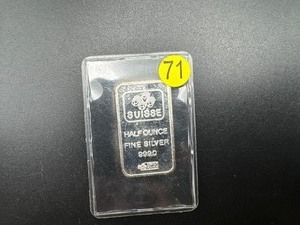 71
SUISSE
HALF OUNCE
FINE SILVER
999.0